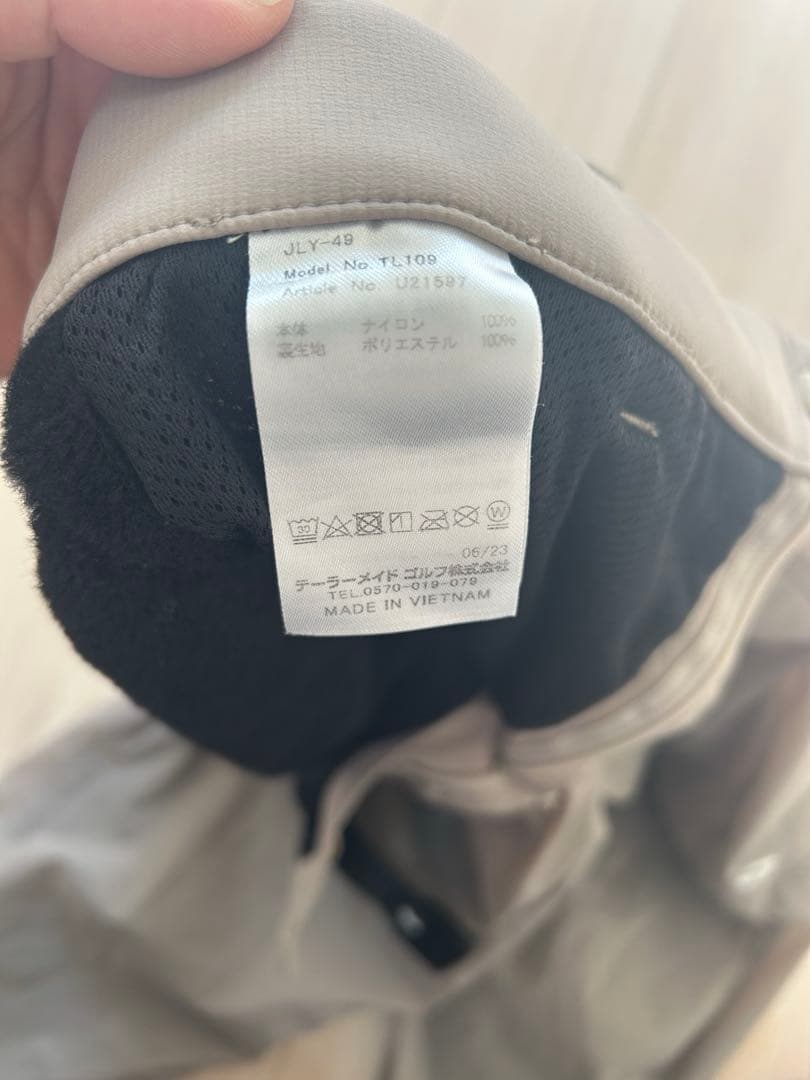 JLY-49
Model No TL109
Article No U21597
本体 ナイロン 100%
裏生地 ポリエステル 100%
30 W
06/23
テーラーメイド ゴルフ株式会社
TEL.0570-019-079
MADE IN VIETNAM